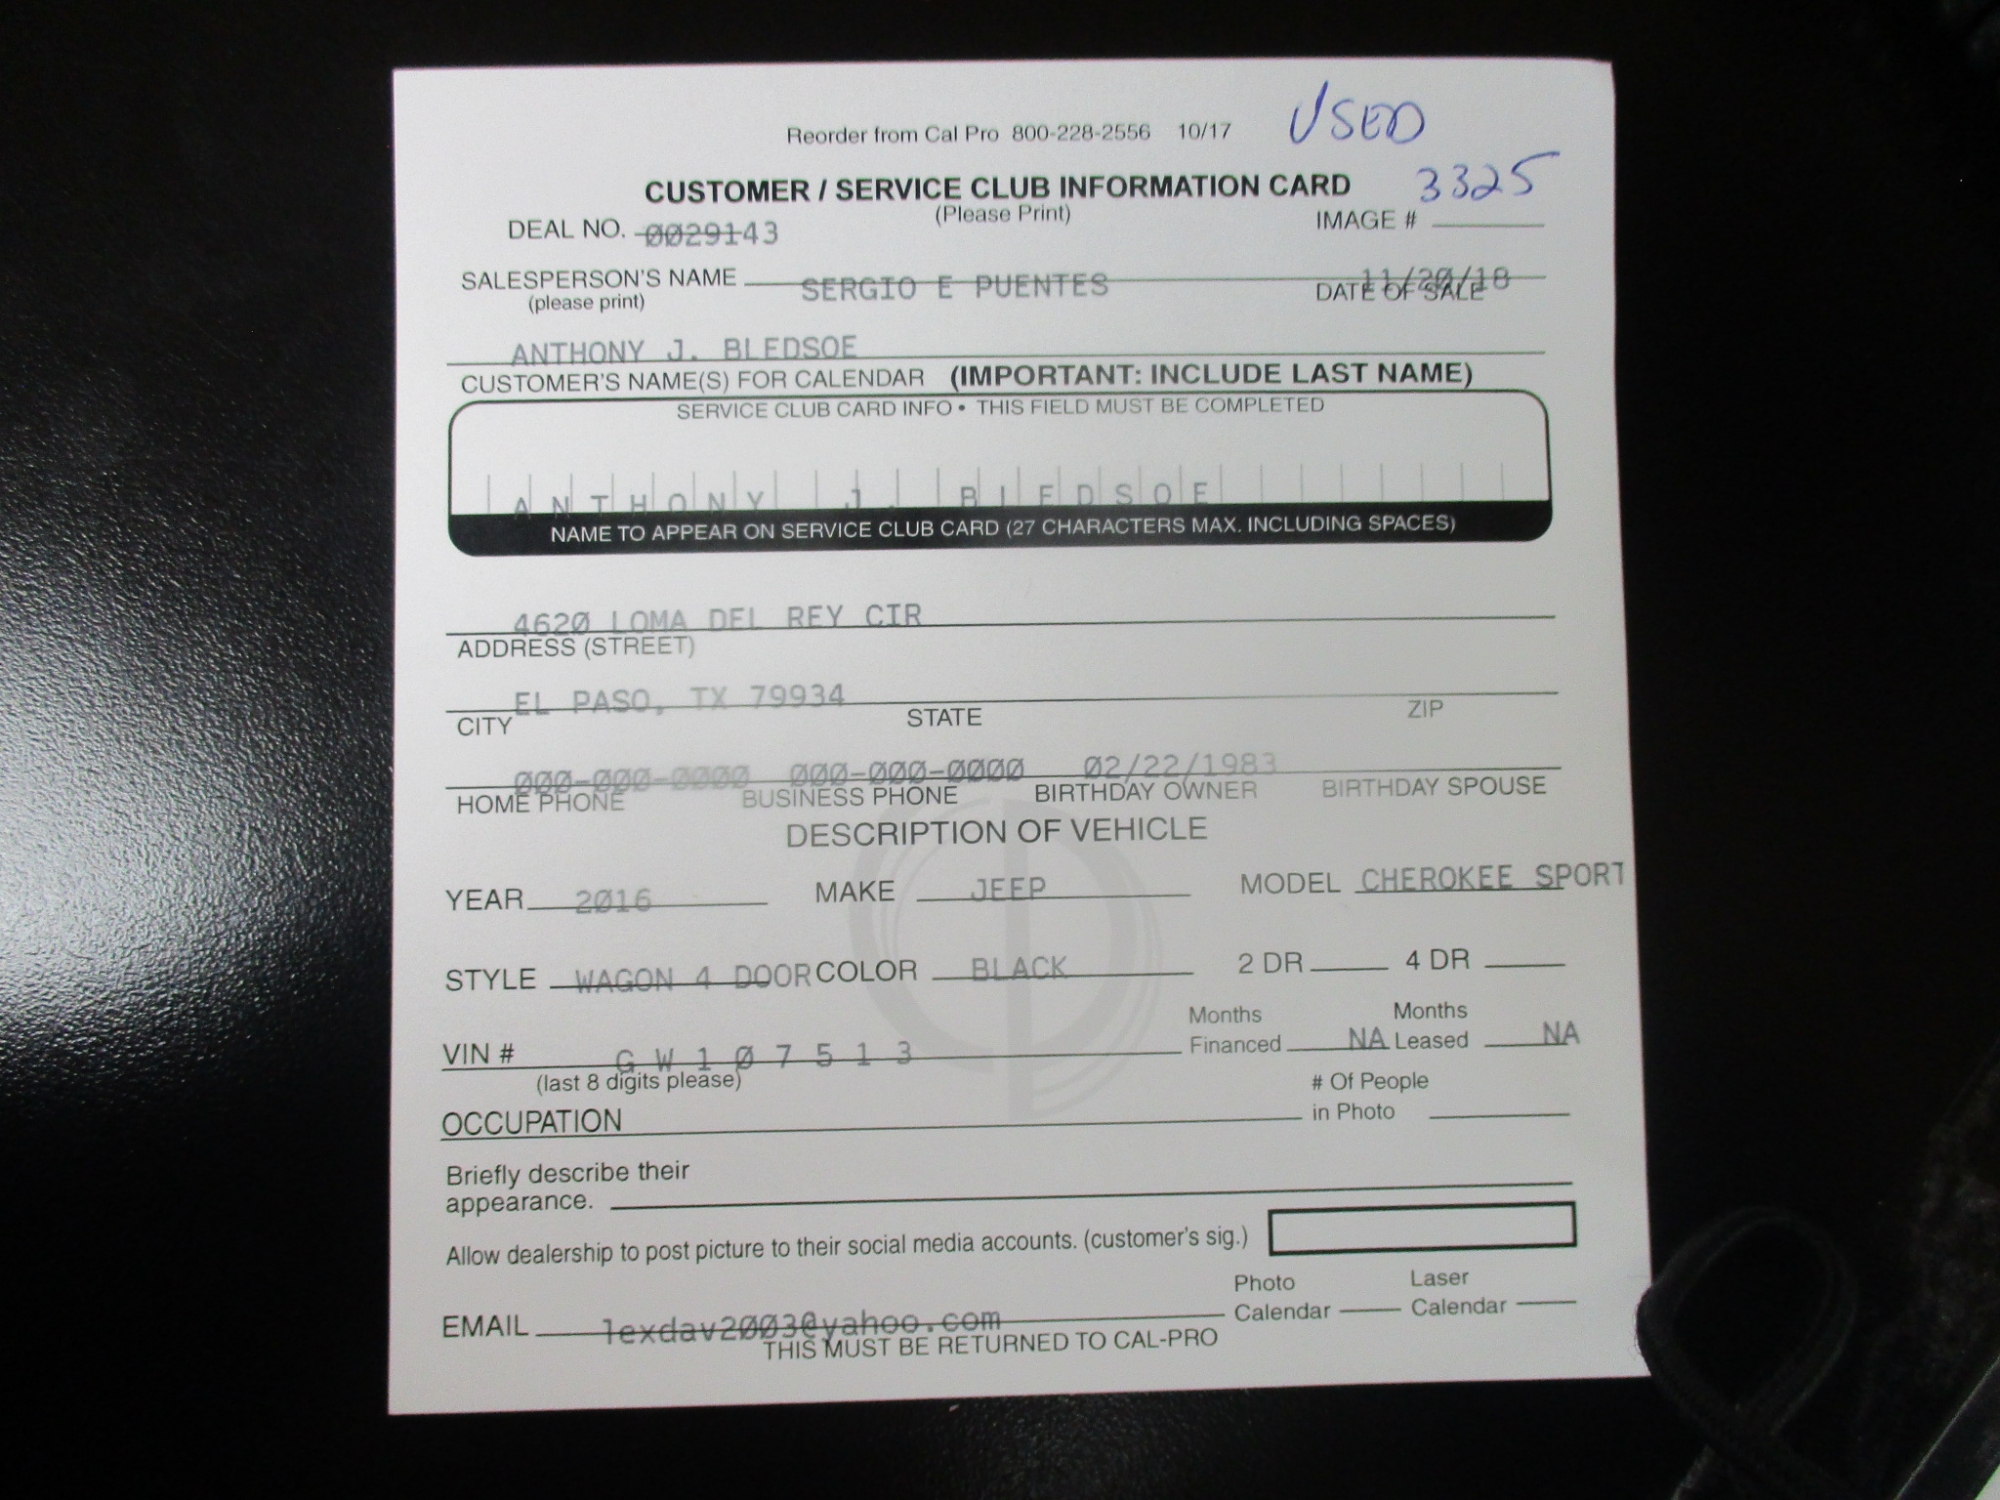 Reorder from Cal Pro 800-228-2556 10/17 USED
CUSTOMER / SERVICE CLUB INFORMATION CARD 3325
(Please Print)
DEAL NO. 0029143 IMAGE #
SALESPERSON'S NAME SERGIO E PUENTES DATE OF SALE 11/20/18
(please print)
ANTHONY J. BLEDSOE
CUSTOMER'S NAME(S) FOR CALENDAR (IMPORTANT: INCLUDE LAST NAME)
SERVICE CLUB CARD INFO • THIS FIELD MUST BE COMPLETED
ANTHONY J. BLEDSOE
NAME TO APPEAR ON SERVICE CLUB CARD (27 CHARACTERS MAX. INCLUDING SPACES)
4620 LOMA DEL REY CIR
ADDRESS (STREET)
EL PASO, TX 79934
CITY STATE ZIP
000-000-0000 000-000-0000 02/22/1983
HOME PHONE BUSINESS PHONE BIRTHDAY OWNER BIRTHDAY SPOUSE
DESCRIPTION OF VEHICLE
YEAR 2016 MAKE JEEP MODEL CHEROKEE SPORT
STYLE WAGON 4 DOOR COLOR BLACK 2 DR 4 DR
Months Months
VIN # G W 1 0 7 5 1 3 Financed NA Leased NA
(last 8 digits please) # Of People
OCCUPATION in Photo
Briefly describe their
appearance.
Allow dealership to post picture to their social media accounts. (customer's sig.)
Photo Laser
EMAIL lexdav2003@yahoo.com Calendar Calendar
THIS MUST BE RETURNED TO CAL-PRO